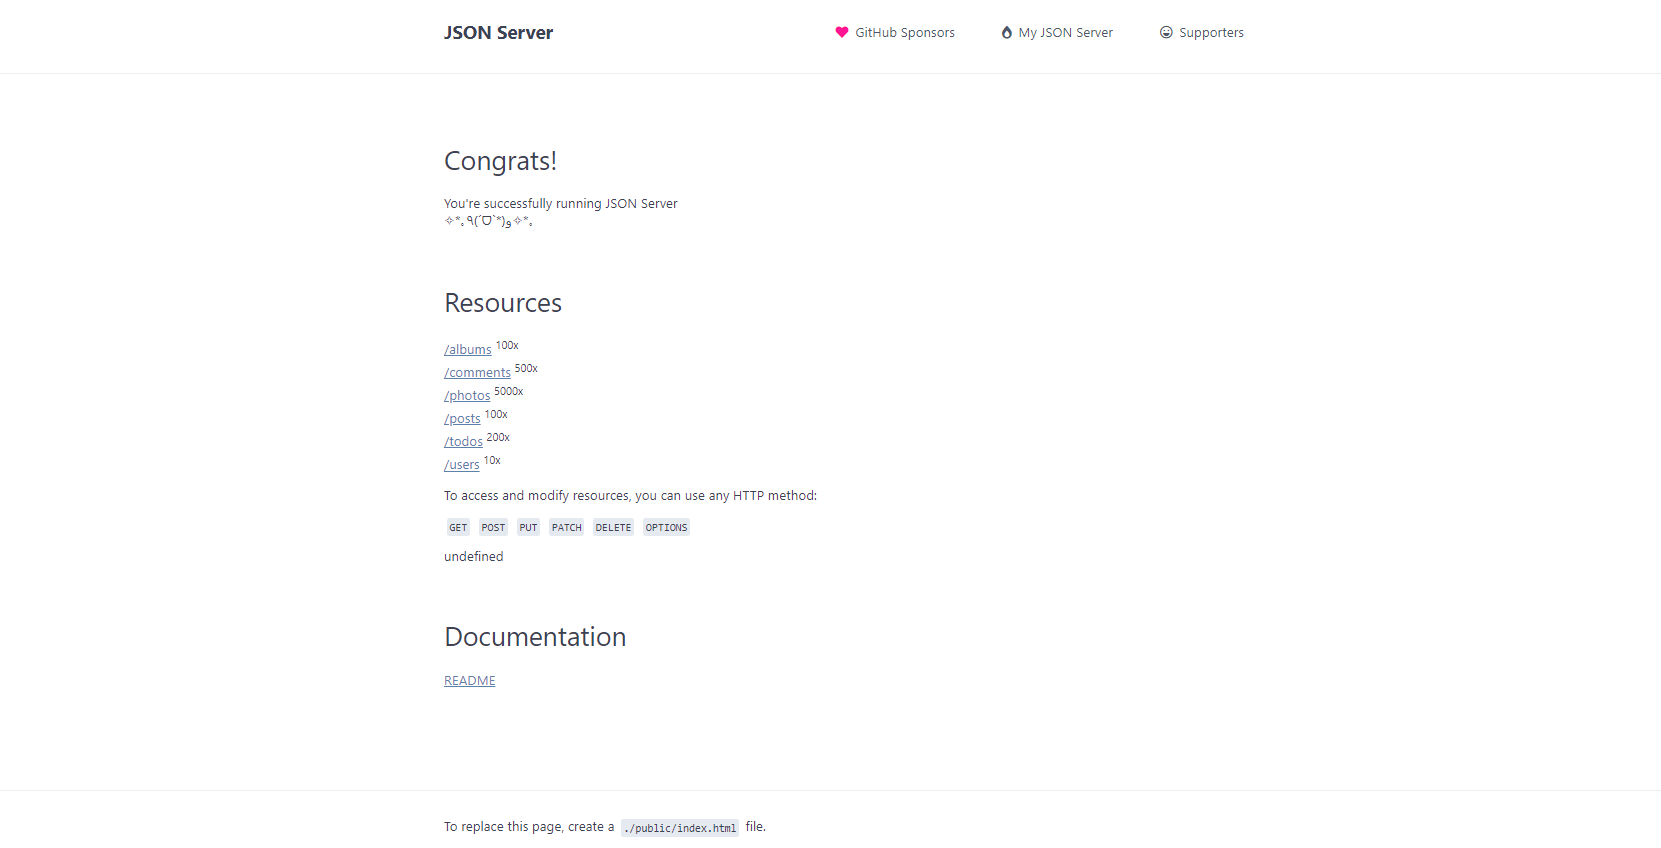 JSON Server
GitHub Sponsors
My JSON Server
Supporters
Congrats!
You're successfully running JSON Server
✧*｡٩(ˊᗜˋ*)و✧*｡
Resources
/albums 100x
/comments 500x
/photos 5000x
/posts 100x
/todos 200x
/users 10x
To access and modify resources, you can use any HTTP method:
GET POST PUT PATCH DELETE OPTIONS
undefined
Documentation
README
To replace this page, create a ./public/index.html file.